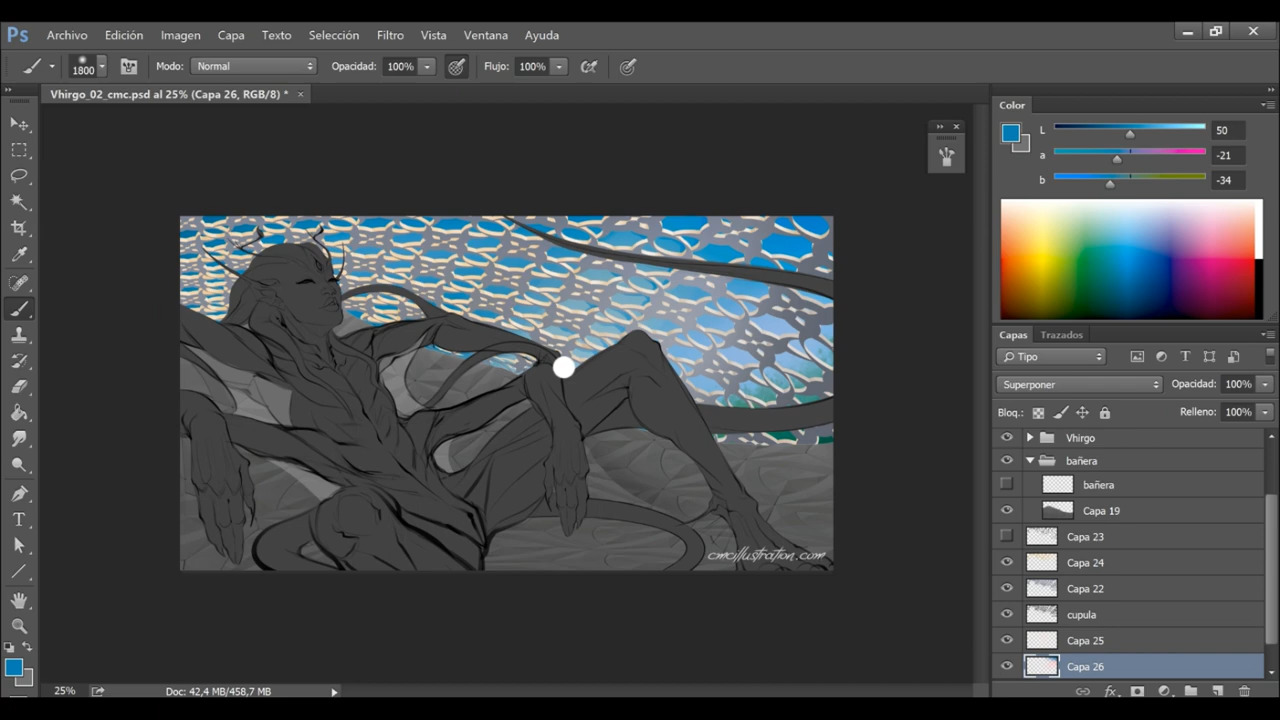 Ps Archivo Edición Imagen Capa Texto Selección Filtro Vista Ventana Ayuda
1800 Modo: Normal Opacidad: 100% Flujo: 100%
Vhirgo_02_cmc.psd al 25% (Capa 26, RGB/8) *
Color
L 50
a -21
b -34
Capas Trazados
Tipo
Superponer Opacidad: 100%
Bloq.: Relleno: 100%
Vhirgo
bañera
bañera
Capa 19
Capa 23
Capa 24
Capa 22
cupula
Capa 25
Capa 26
cmcillustration.com
25% Doc: 42,4 MB/458,7 MB